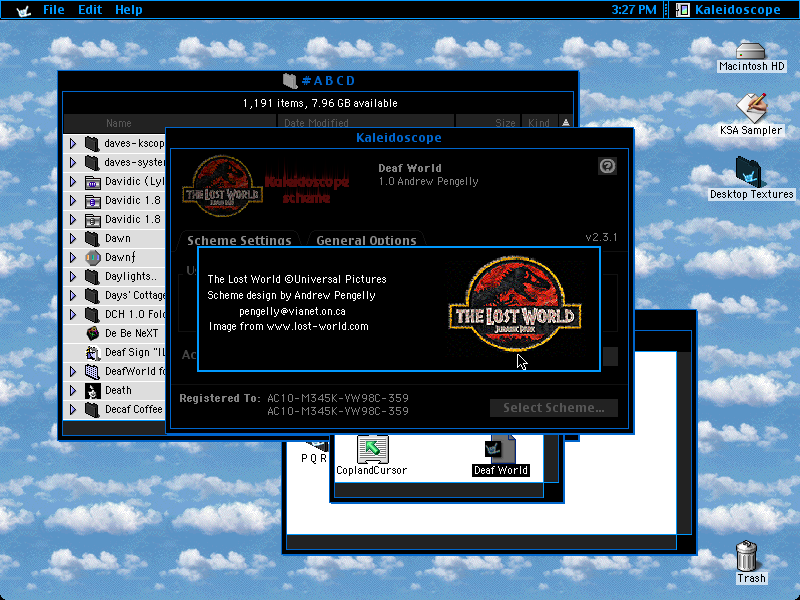 File Edit Help
3:27 PM
Kaleidoscope
Macintosh HD
KSA Sampler
Desktop Textures
#ABCD
1,191 items, 7.96 GB available
Name
Date Modified
Size
Kind
daves-kscop
daves-syster
Davidic (Lyl
Davidic 1.8
Davidic 1.8
Dawn
Dawnƒ
Daylights..
Days' Cottage
DCH 1.0 Fold
De Be NeXT
Deaf Sign "IL
DeafWorld fo
Death
Decaf Coffee
Kaleidoscope
THE LOST WORLD
JURASSIC PARK
Kaleidoscope
scheme
Deaf World
1.0 Andrew Pengelly
v2.3.1
Scheme Settings
General Options
Us
The Lost World ©Universal Pictures
Scheme design by Andrew Pengelly
pengelly@vianet.on.ca
Image from www.lost-world.com
THE LOST WORLD
JURASSIC PARK
Ac
Registered To: AC10-M345K-YW98C-359
AC10-M345K-YW98C-359
Select Scheme...
PQR
CoplandCursor
Deaf World
Trash